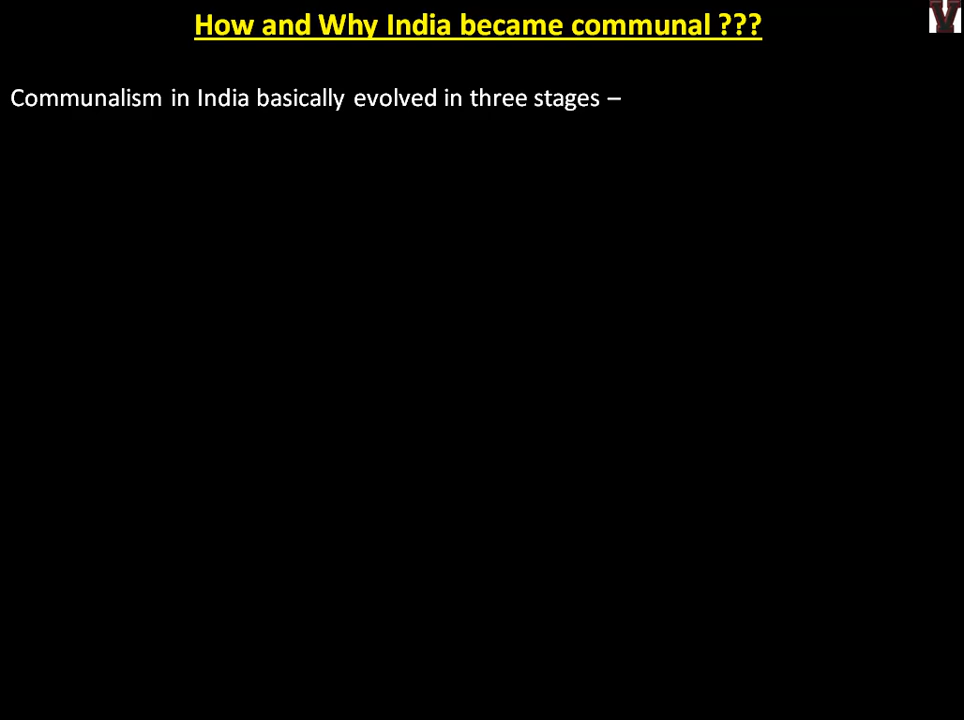 How and Why India became communal ???
Communalism in India basically evolved in three stages –